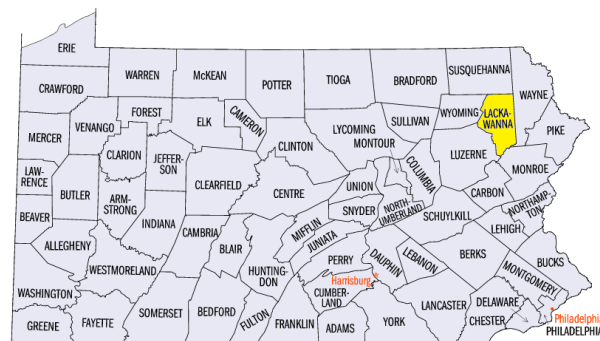 ERIE
CRAWFORD
WARREN
McKEAN
POTTER
TIOGA
BRADFORD
SUSQUEHANNA
WAYNE
WYOMING
LACKA-
WANNA
PIKE
MERCER
VENANGO
FOREST
ELK
CAMERON
CLINTON
LYCOMING
SULLIVAN
MONTOUR
COLUMBIA
LUZERNE
MONROE
LAW-
RENCE
BUTLER
CLARION
JEFFER-
SON
ARM-
STRONG
CLEARFIELD
CENTRE
UNION
SNYDER
NORTH-
UMBERLAND
SCHUYLKILL
CARBON
NORTHAMP-
TON
LEHIGH
BEAVER
ALLEGHENY
INDIANA
CAMBRIA
BLAIR
MIFFLIN
JUNIATA
PERRY
DAUPHIN
LEBANON
BERKS
MONTGOMERY
BUCKS
WESTMORELAND
HUNTING-
DON
Harrisburg
CUMBER-
LAND
WASHINGTON
GREENE
FAYETTE
SOMERSET
BEDFORD
FULTON
FRANKLIN
ADAMS
YORK
LANCASTER
DELAWARE
CHESTER
Philadelphia
PHILADELPHIA